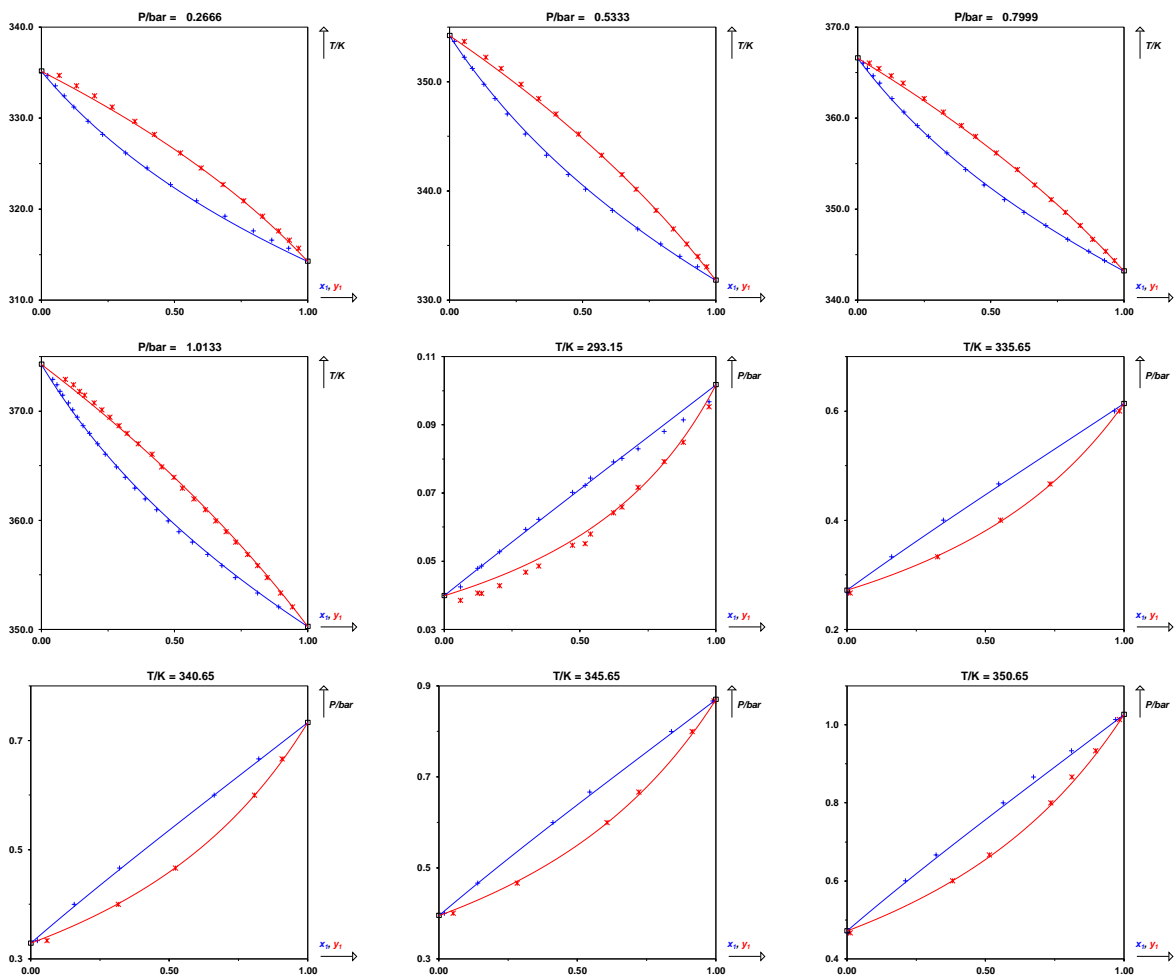 P/bar = 0.2666
340.0
330.0
320.0
310.0
0.00
0.50
1.00
T/K
x1, y1
P/bar = 0.5333
350.0
340.0
330.0
0.00
0.50
1.00
T/K
x1, y1
P/bar = 0.7999
370.0
360.0
350.0
340.0
0.00
0.50
1.00
T/K
x1, y1
P/bar = 1.0133
370.0
360.0
350.0
0.00
0.50
1.00
T/K
x1, y1
T/K = 293.15
0.11
0.09
0.07
0.05
0.03
0.00
0.50
1.00
P/bar
x1, y1
T/K = 335.65
0.6
0.4
0.2
0.00
0.50
1.00
P/bar
x1, y1
T/K = 340.65
0.7
0.5
0.3
0.00
0.50
1.00
P/bar
x1, y1
T/K = 345.65
0.9
0.7
0.5
0.3
0.00
0.50
1.00
P/bar
x1, y1
T/K = 350.65
1.0
0.8
0.6
0.4
0.00
0.50
1.00
P/bar
x1, y1